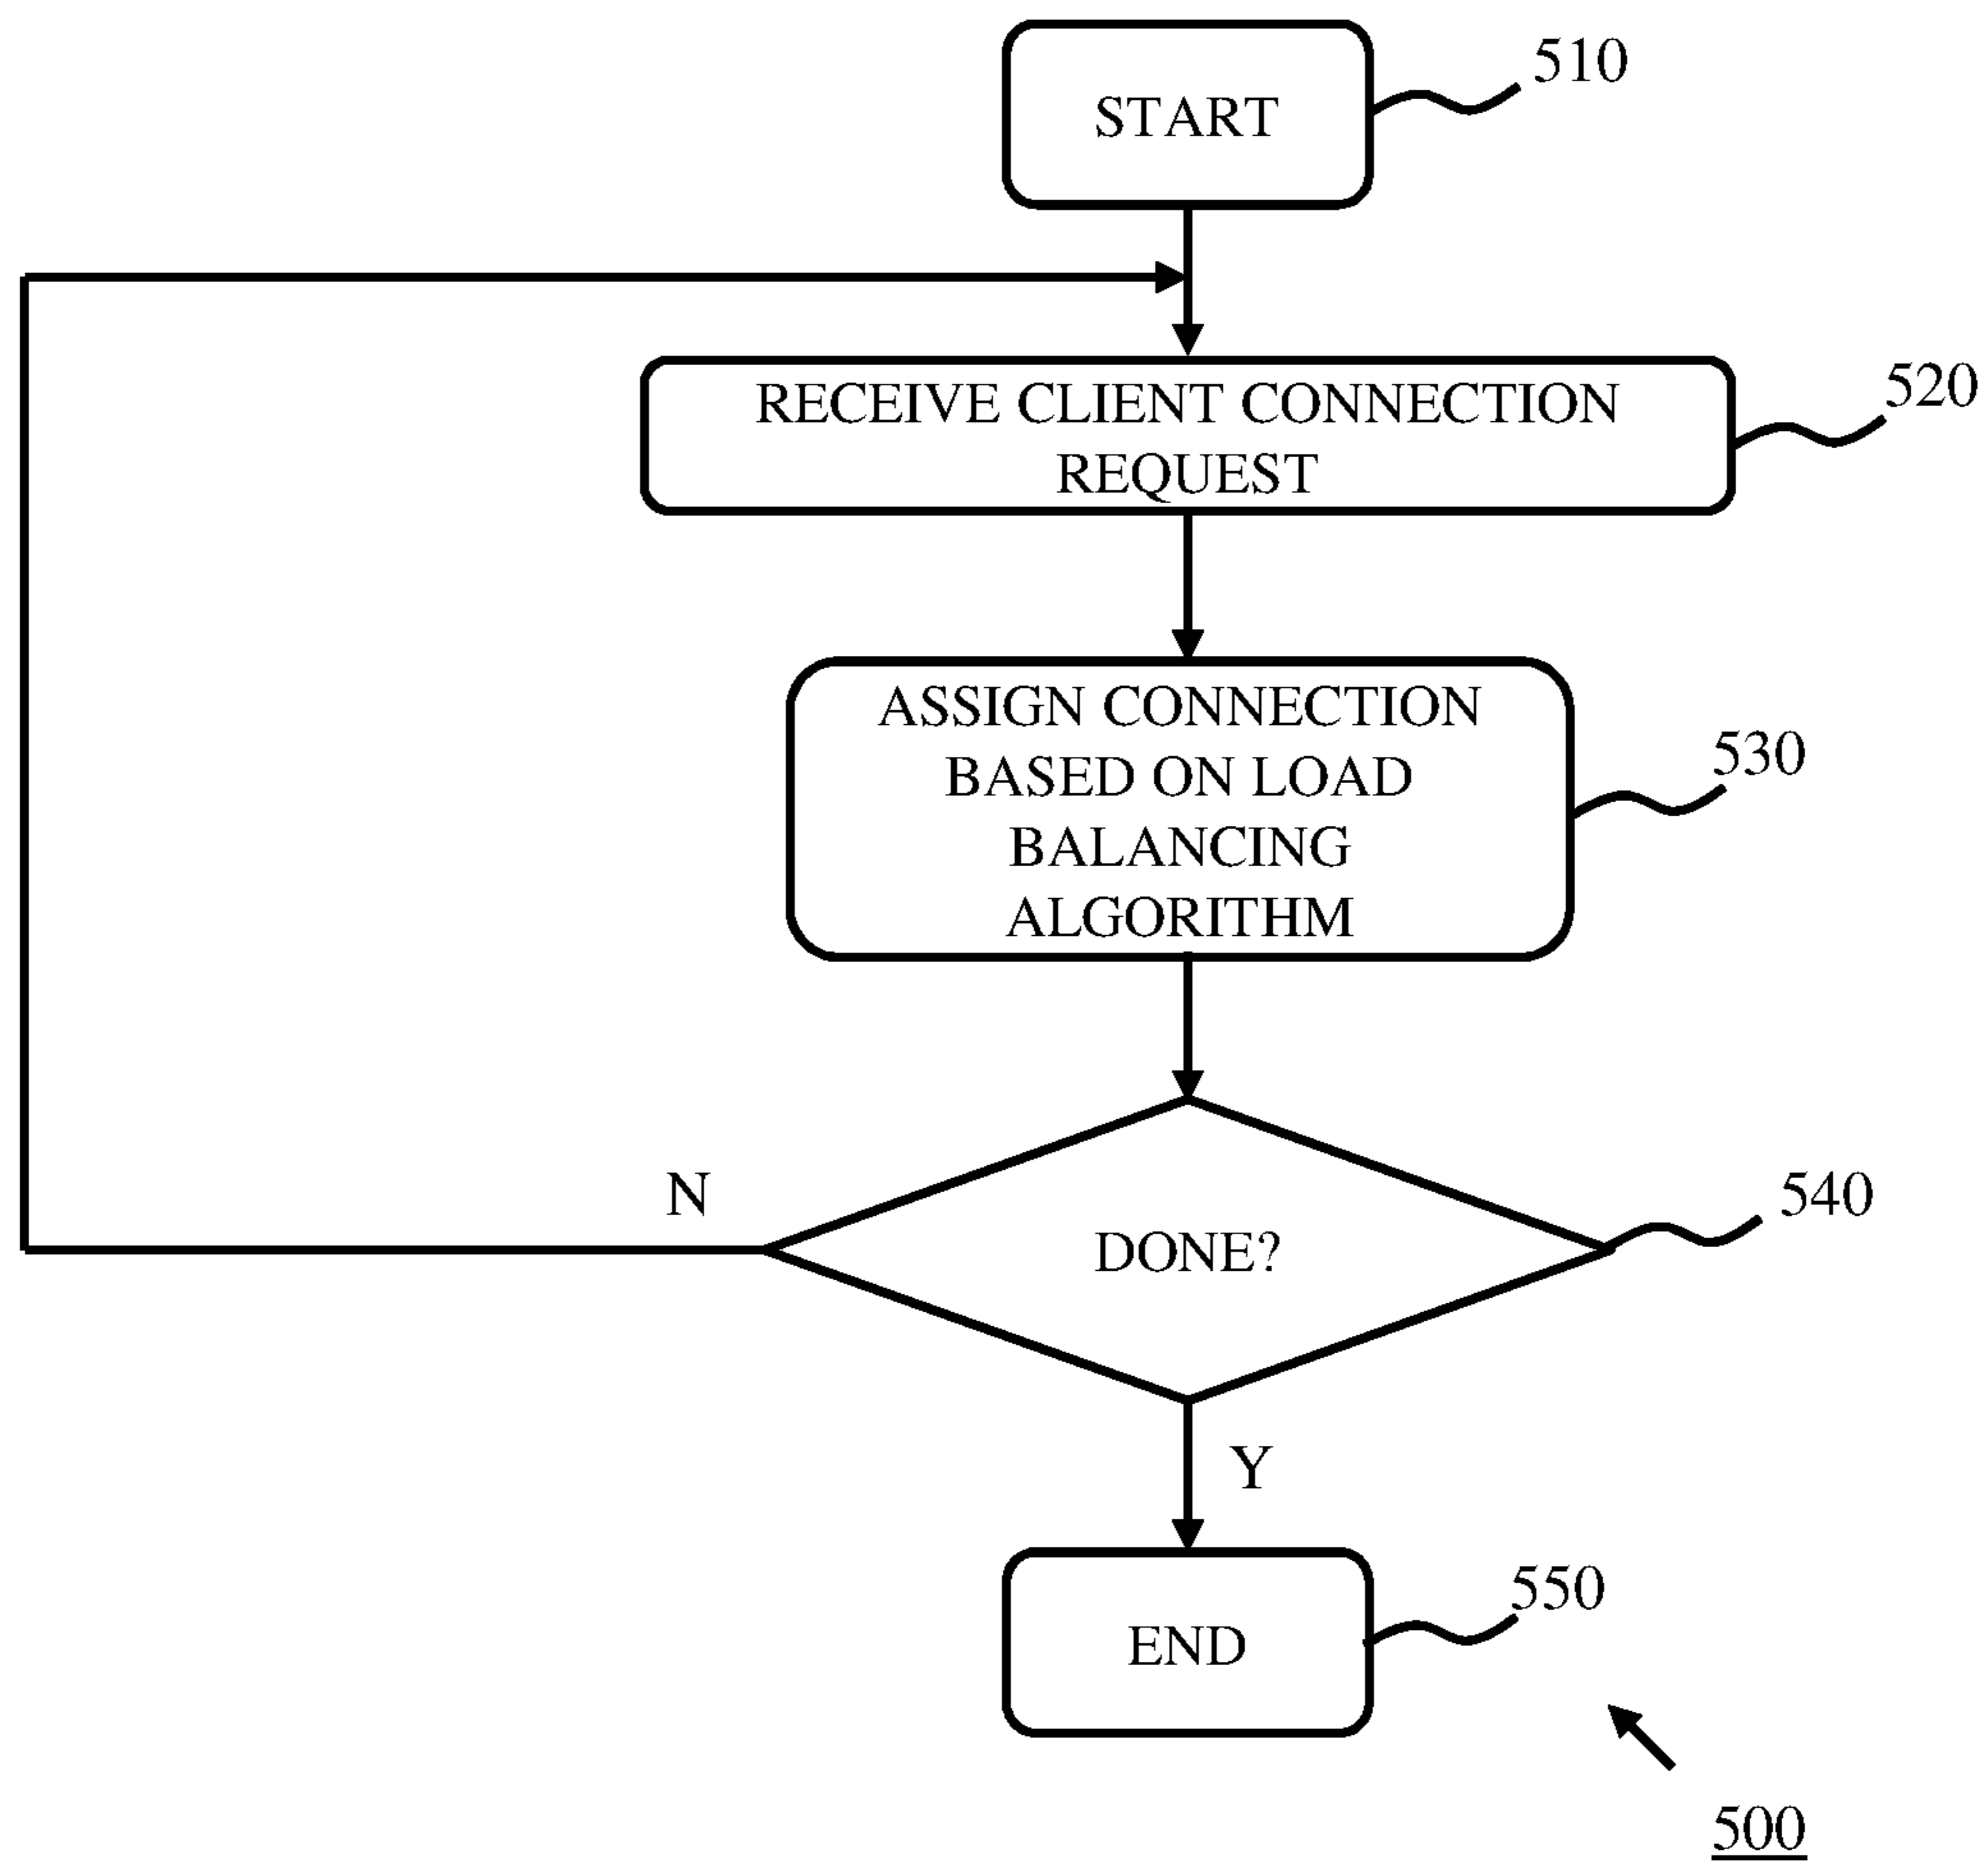 START
510
RECEIVE CLIENT CONNECTION
REQUEST
520
ASSIGN CONNECTION
BASED ON LOAD
BALANCING
ALGORITHM
530
N
DONE?
540
Y
END
550
500